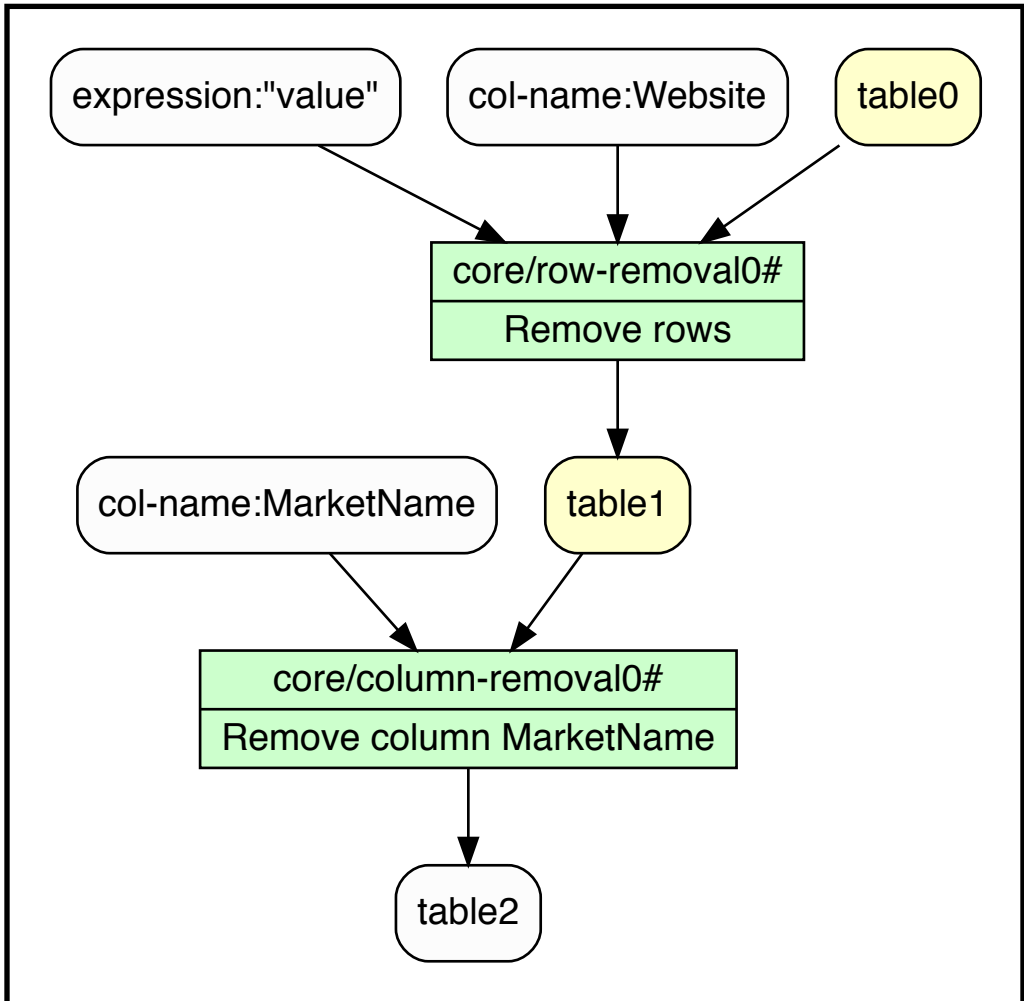 expression:"value"
col-name:Website
table0
core/row-removal0#
Remove rows
col-name:MarketName
table1
core/column-removal0#
Remove column MarketName
table2